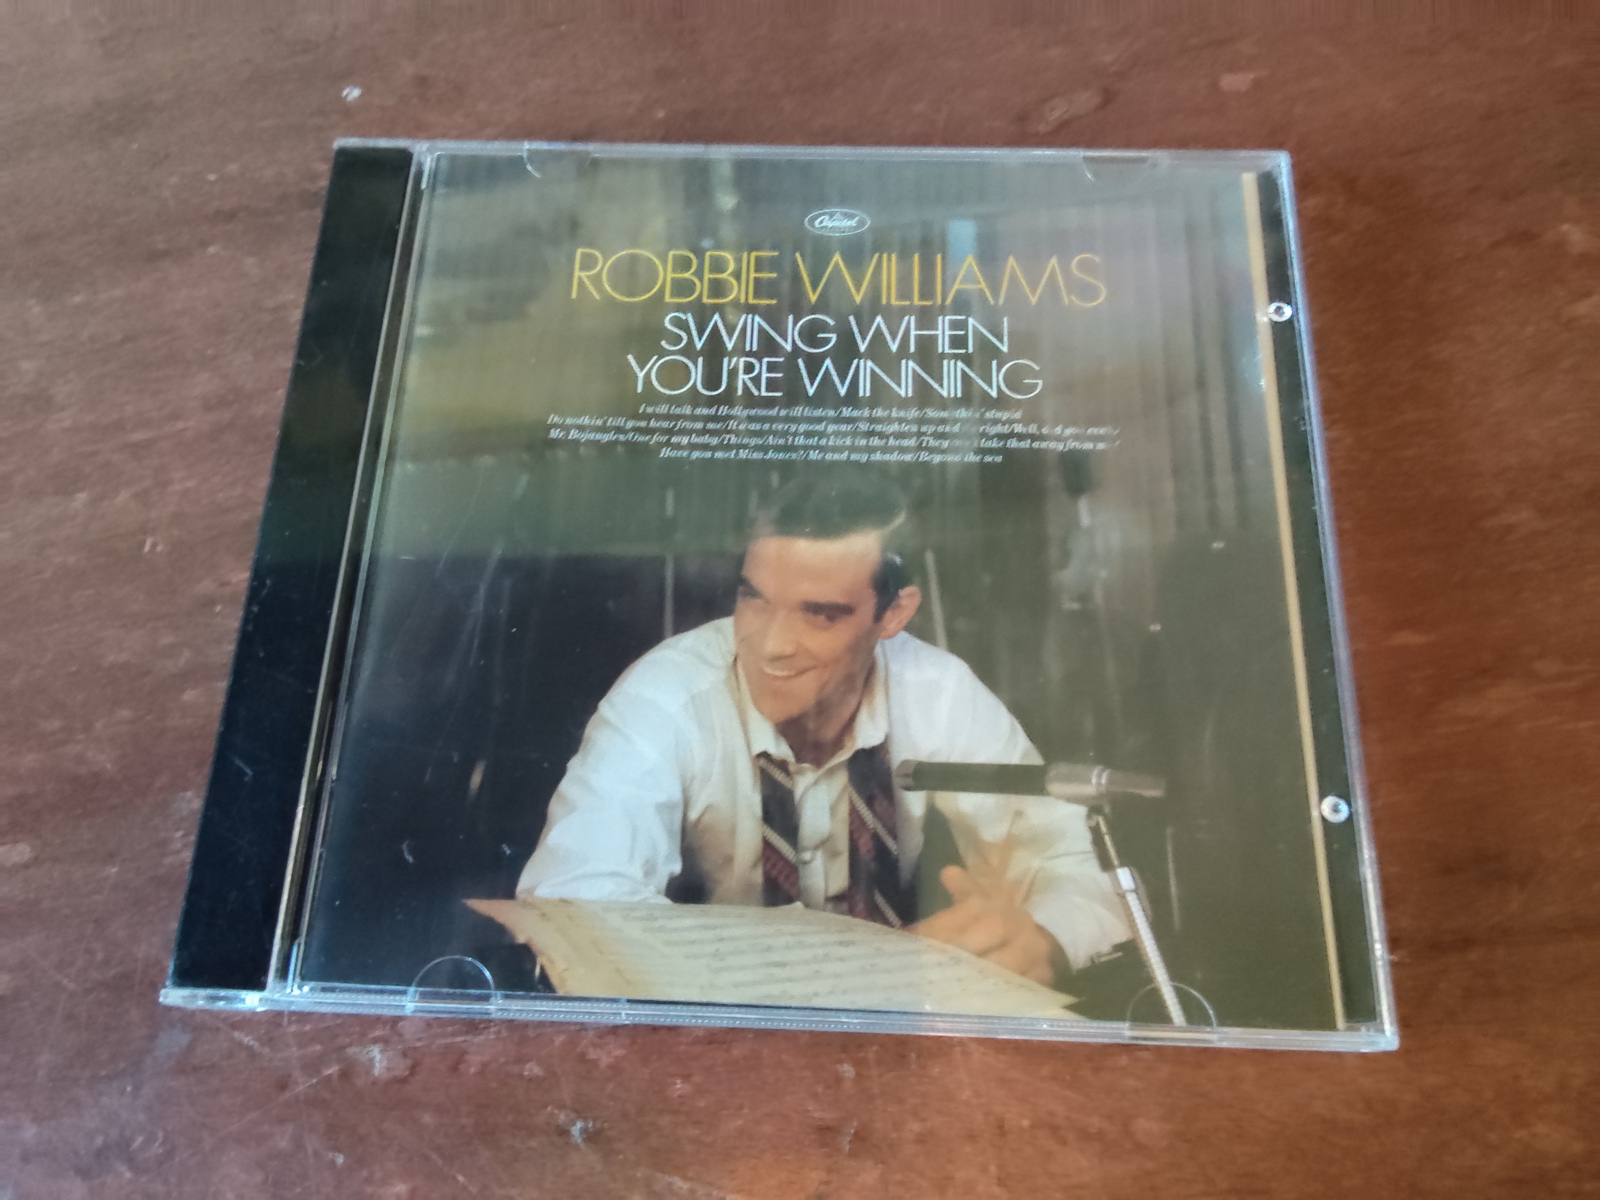 Capitol
ROBBIE WILLIAMS
SWING WHEN
YOU'RE WINNING
I will talk and Hollywood will listen/Mack the knife/Somethin' stupid
Do nothin' till you hear from me/It was a very good year/Straighten up and fly right/Well, did you evah/
Mr. Bojangles/One for my baby/Things/Ain't that a kick in the head/They can't take that away from me/
Have you met Miss Jones?/Me and my shadow/Beyond the sea